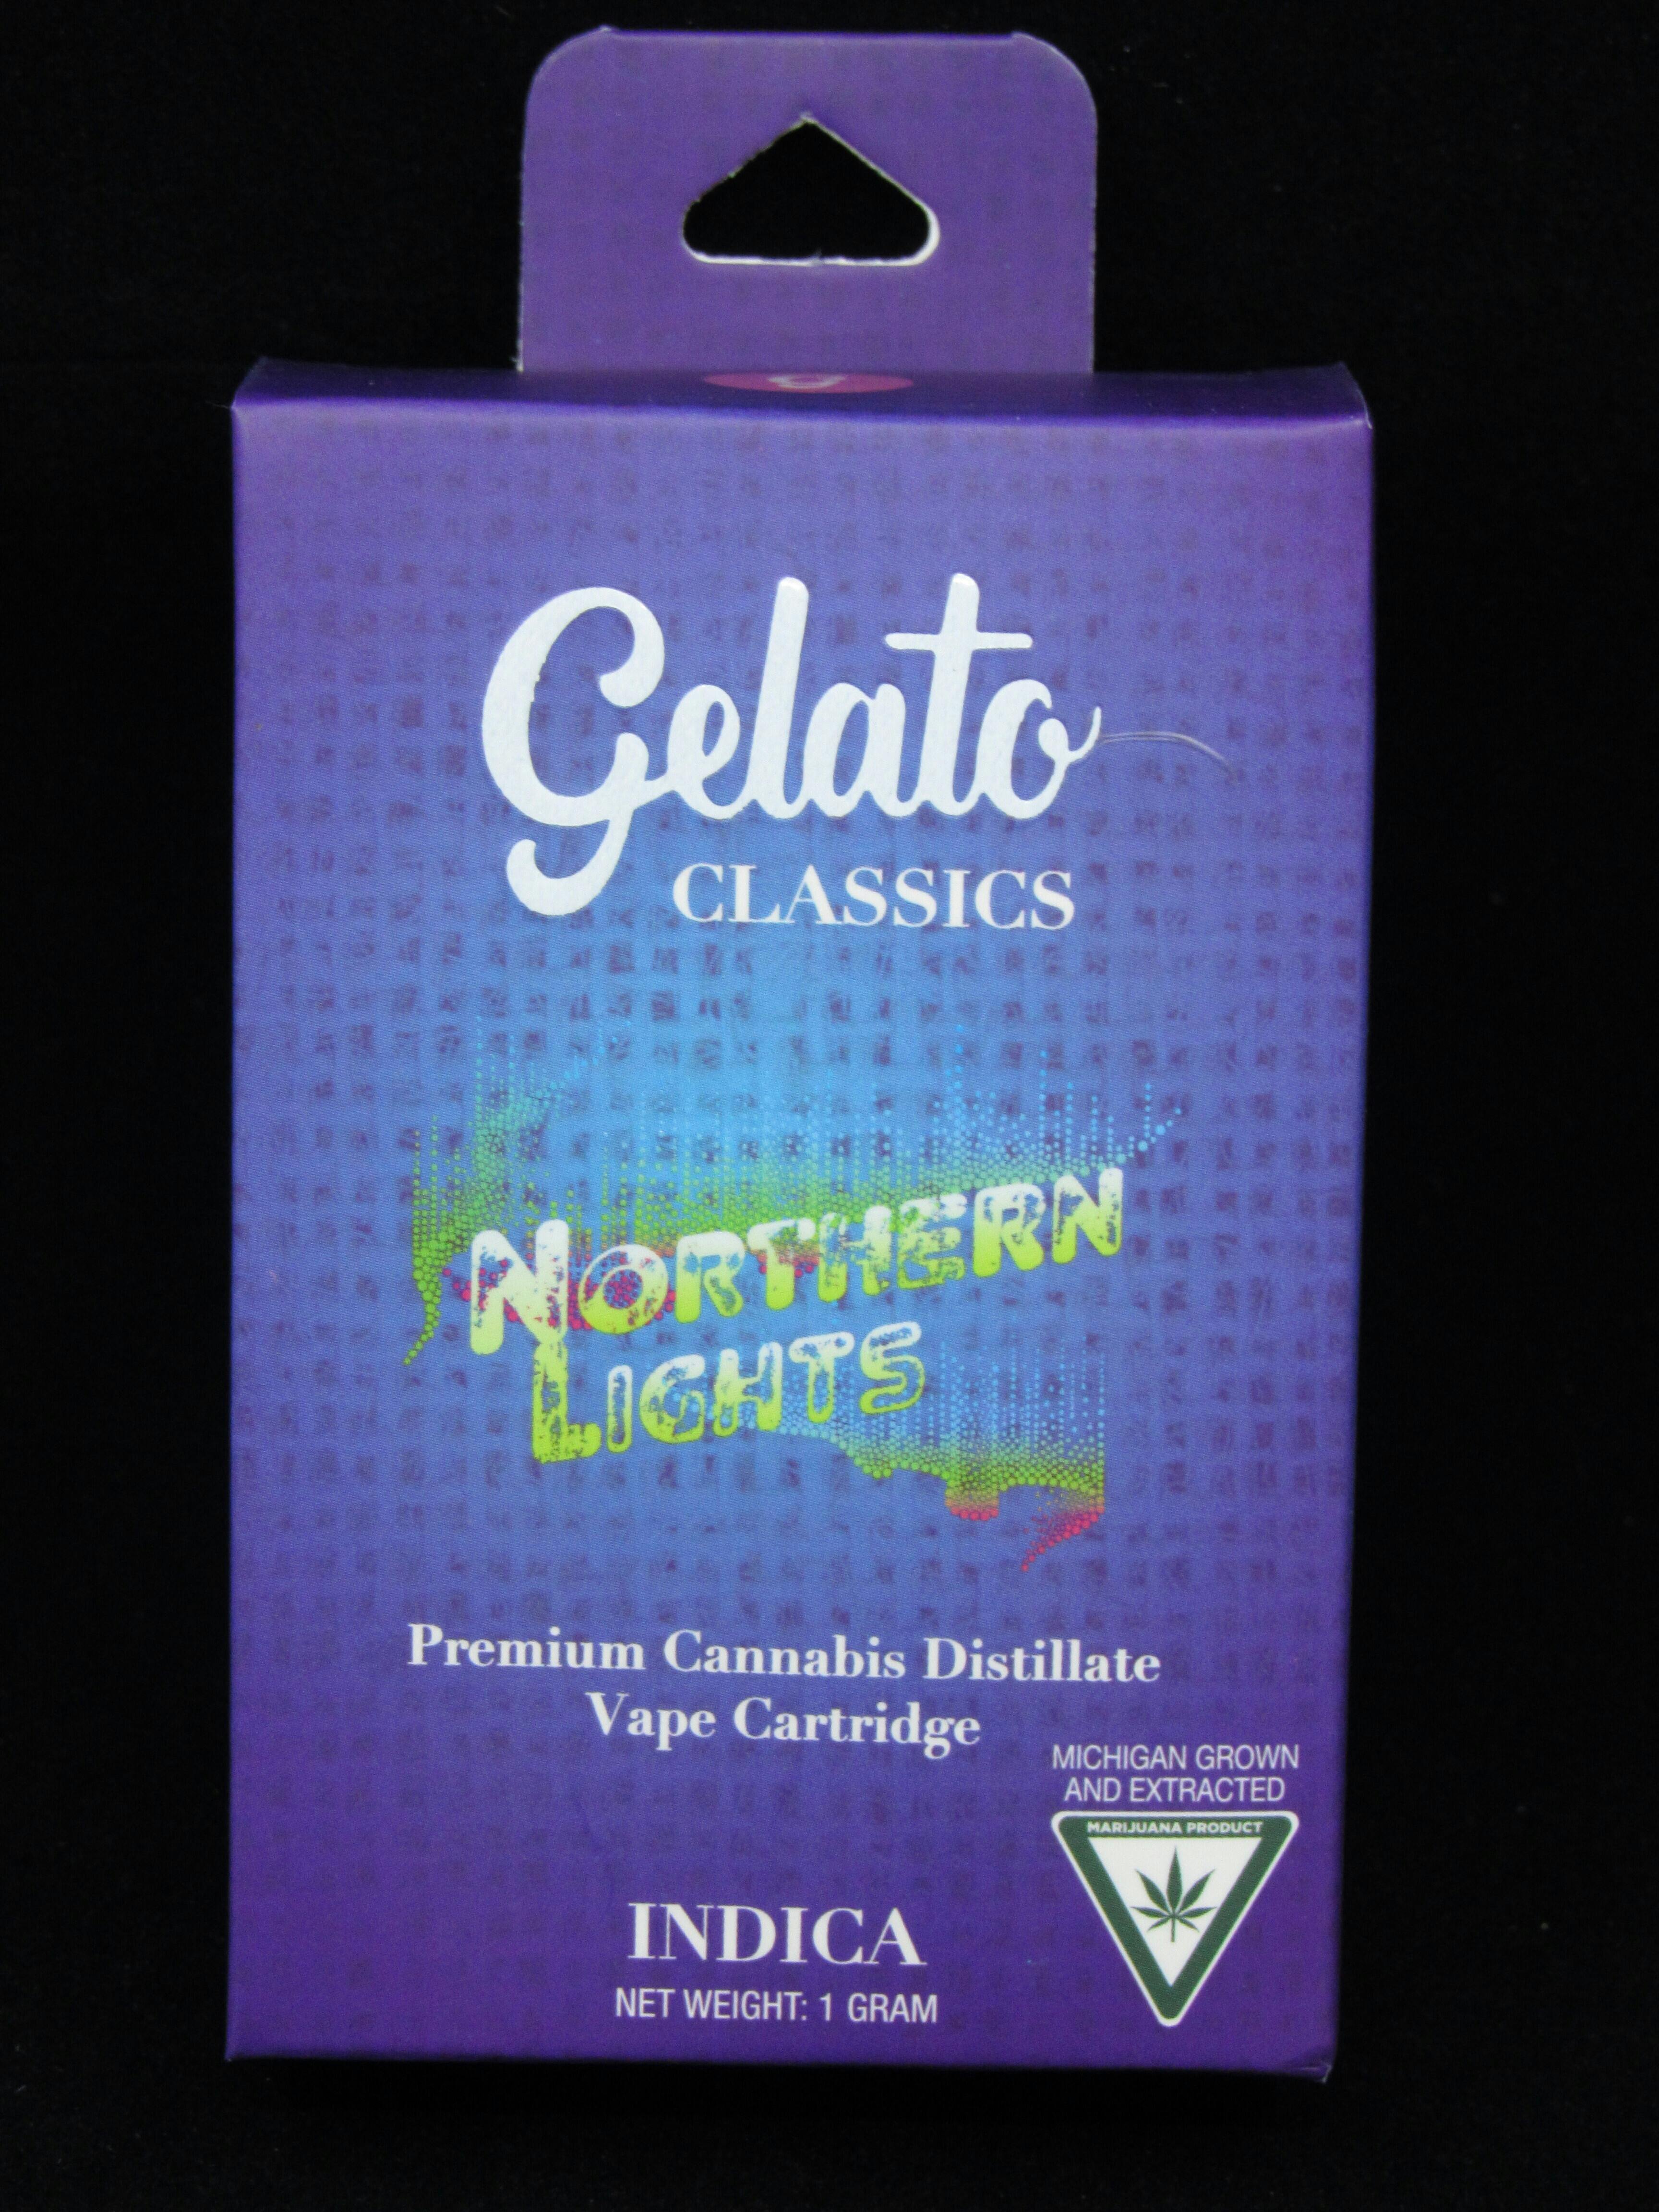 Gelato
CLASSICS
NORTHERN
LIGHTS
Premium Cannabis Distillate
Vape Cartridge
MICHIGAN GROWN
AND EXTRACTED
MARIJUANA PRODUCT
INDICA
NET WEIGHT: 1 GRAM